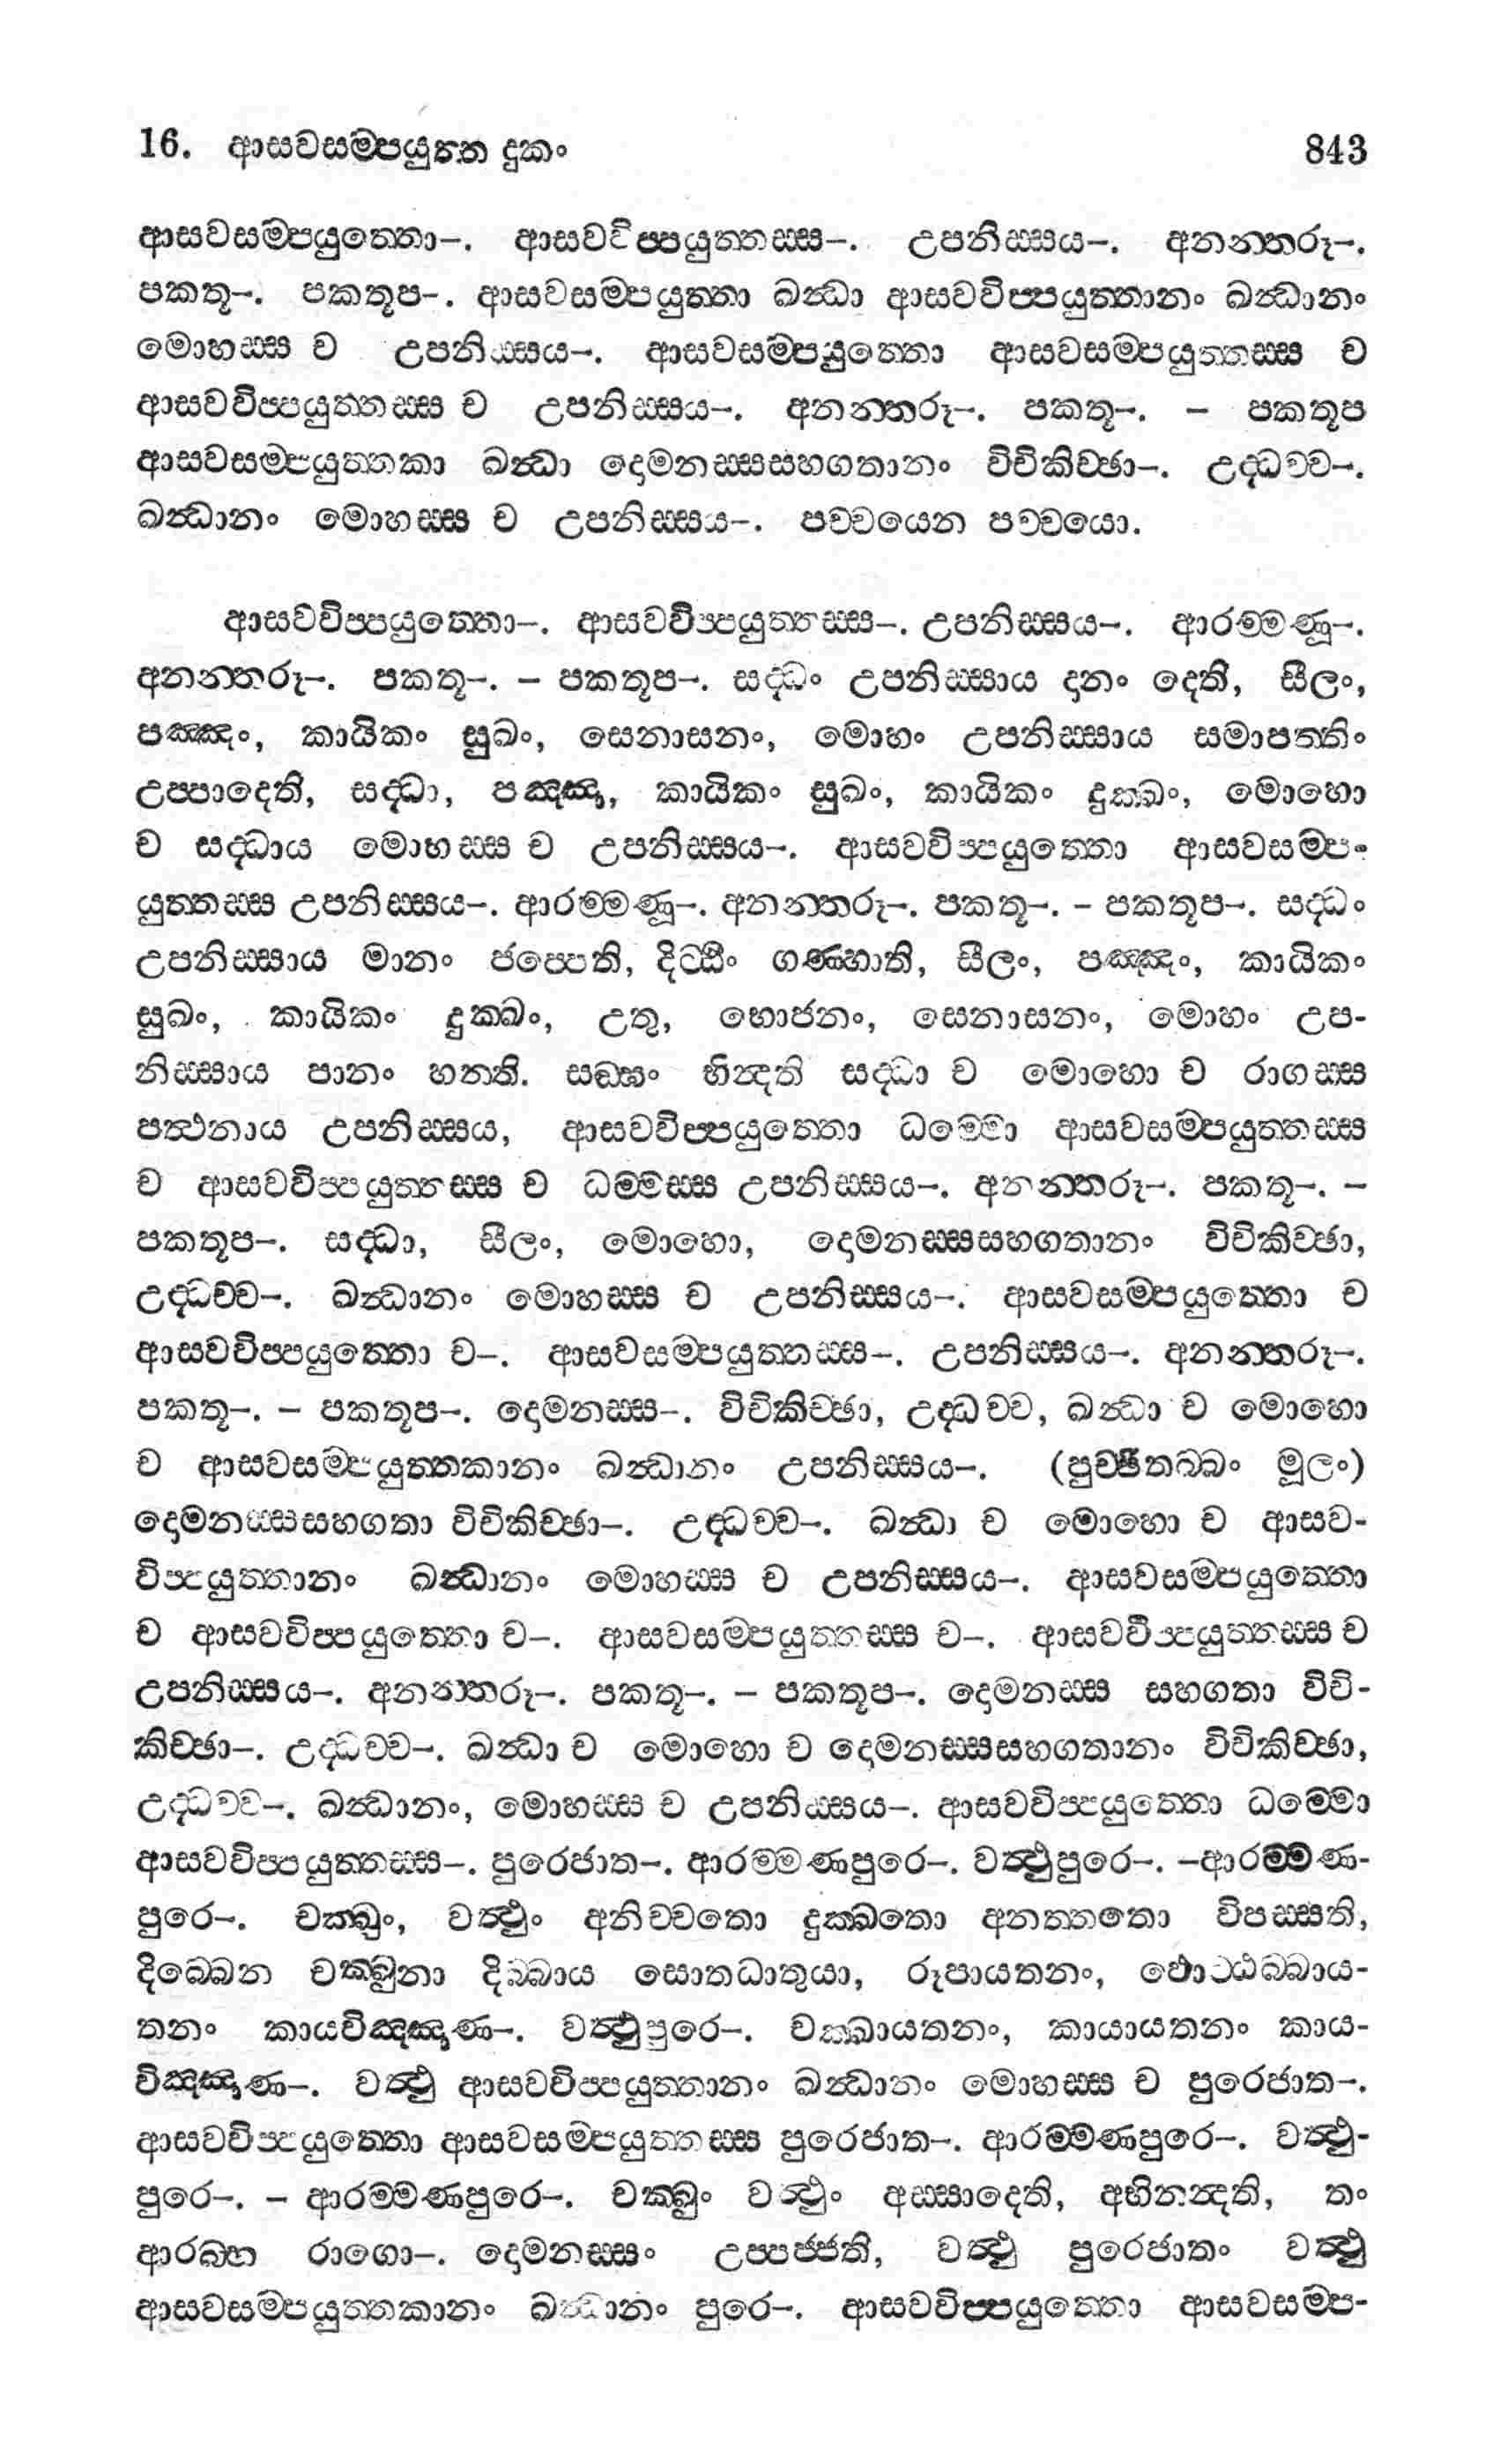 16. ආසවසම්පයුත්ත දුකං 843
ආසවසම්පයුත්තො–. ආසවවිප්පයුත්තස්ස–. උපනිස්සය–. අනන්තරූ–.
පකතූ–. පකතූප–. ආසවසම්පයුත්තා ඛන්ධා ආසවවිප්පයුත්තානං ඛන්ධානං
මොහස්ස ච උපනිස්සය–. ආසවසම්පයුත්තො ආසවසම්පයුත්තස්ස ච
ආසවවිප්පයුත්තස්ස ච උපනිස්සය–. අනන්තරූ–. පකතූ–. – පකතූප
ආසවසම්පයුත්තකා ඛන්ධා දොමනස්සසහගතානං විචිකිච්ඡා–. උද්ධච්ච–.
ඛන්ධානං මොහස්ස ච උපනිස්සය–. පච්චයෙන පච්චයො.
ආසවවිප්පයුත්තො–. ආසවවිප්පයුත්තස්ස–. උපනිස්සය–. ආරම්මණූ–.
අනන්තරූ–. පකතූ–. – පකතූප–. සද්ධං උපනිස්සාය දානං දෙති, සීලං,
පඤ්ඤං, කායිකං සුඛං, සෙනාසනං, මොහං උපනිස්සාය සමාපත්තිං
උප්පාදෙති, සද්ධා, පඤ්ඤා, කායිකං සුඛං, කායිකං දුක්ඛං, මොහො
ච සද්ධාය මොහස්ස ච උපනිස්සය–. ආසවවිප්පයුත්තො ආසවසම්ප-
යුත්තස්ස උපනිස්සය–. ආරම්මණූ–. අනන්තරූ–. පකතූ–. – පකතූප–. සද්ධං
උපනිස්සාය මානං ජප්පෙති, දිට්ඨිං ගණ්හාති, සීලං, පඤ්ඤං, කායිකං
සුඛං, කායිකං දුක්ඛං, උතු, භොජනං, සෙනාසනං, මොහං උප-
නිස්සාය පානං හනති. සඞ්ඝං භින්දති සද්ධා ච මොහො ච රාගස්ස
පත්ථනාය උපනිස්සය, ආසවවිප්පයුත්තො ධම්මො ආසවසම්පයුත්තස්ස
ච ආසවවිප්පයුත්තස්ස ච ධම්මස්ස උපනිස්සය–. අනන්තරූ–. පකතූ–. –
පකතූප–. සද්ධා, සීලං, මොහො, දොමනස්සසහගතානං විචිකිච්ඡා,
උද්ධච්ච–. ඛන්ධානං මොහස්ස ච උපනිස්සය–. ආසවසම්පයුත්තො ච
ආසවවිප්පයුත්තො ච–. ආසවසම්පයුත්තස්ස–. උපනිස්සය–. අනන්තරූ–.
පකතූ–. – පකතූප–. දොමනස්ස–. විචිකිච්ඡා, උද්ධච්ච, ඛන්ධා ච මොහො
ච ආසවසම්පයුත්තකානං ඛන්ධානං උපනිස්සය–. (පුච්ඡිතබ්බං මූලං)
දොමනස්සසහගතා විචිකිච්ඡා–. උද්ධච්ච–. ඛන්ධා ච මොහො ච ආසව-
විප්පයුත්තානං ඛන්ධානං මොහස්ස ච උපනිස්සය–. ආසවසම්පයුත්තො
ච ආසවවිප්පයුත්තො ච–. ආසවසම්පයුත්තස්ස ච–. ආසවවිප්පයුත්තස්ස ච
උපනිස්සය–. අනන්තරූ–. පකතූ–. – පකතූප–. දොමනස්ස සහගතා විචි-
කිච්ඡා–. උද්ධච්ච–. ඛන්ධා ච මොහො ච දොමනස්සසහගතානං විචිකිච්ඡා,
උද්ධච්ච–. ඛන්ධානං, මොහස්ස ච උපනිස්සය–. ආසවවිප්පයුත්තො ධම්මො
ආසවවිප්පයුත්තස්ස–. පුරෙජාත–. ආරම්මණපුරෙ–. වත්ථුපුරෙ–. –ආරම්මණ-
පුරෙ–. චක්ඛුං, වත්ථුං අනිච්චතො දුක්ඛතො අනත්තතො විපස්සති,
දිබ්බෙන චක්ඛුනා දිබ්බාය සොතධාතුයා, රූපායතනං, ඵොට්ඨබ්බාය-
තනං කායවිඤ්ඤාණ–. වත්ථුපුරෙ–. චක්ඛායතනං, කායායතනං කාය-
විඤ්ඤාණ–. වත්ථු ආසවවිප්පයුත්තානං ඛන්ධානං මොහස්ස ච පුරෙජාත–.
ආසවවිප්පයුත්තො ආසවසම්පයුත්තස්ස පුරෙජාත–. ආරම්මණපුරෙ–. වත්ථු-
පුරෙ–. – ආරම්මණපුරෙ–. චක්ඛුං වත්ථුං අස්සාදෙති, අභිනන්දති, තං
ආරබ්භ රාගො–. දොමනස්සං උප්පජ්ජති, වත්ථු පුරෙජාතං වත්ථු
ආසවසම්පයුත්තකානං ඛන්ධානං පුරෙ–. ආසවවිප්පයුත්තො ආසවසම්ප-